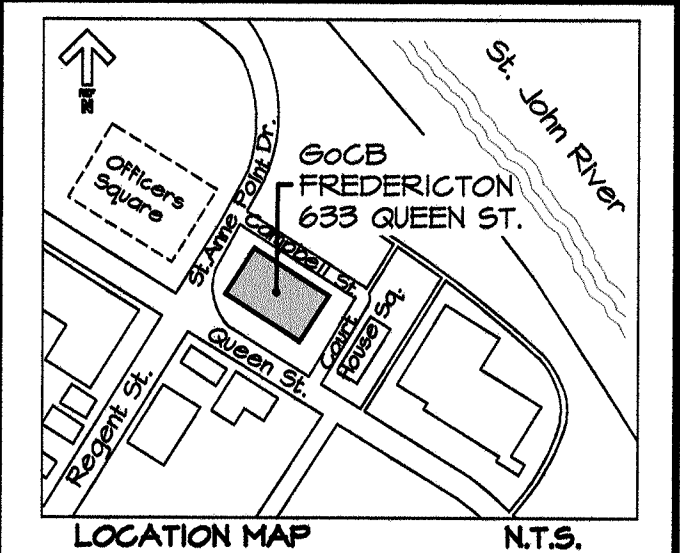 N
St. John River
Officers
Square
St. Anne Point Dr.
GOCB
FREDERICTON
633 QUEEN ST.
Campbell St.
Court
House Sq.
Queen St.
Regent St.
LOCATION MAP N.T.S.